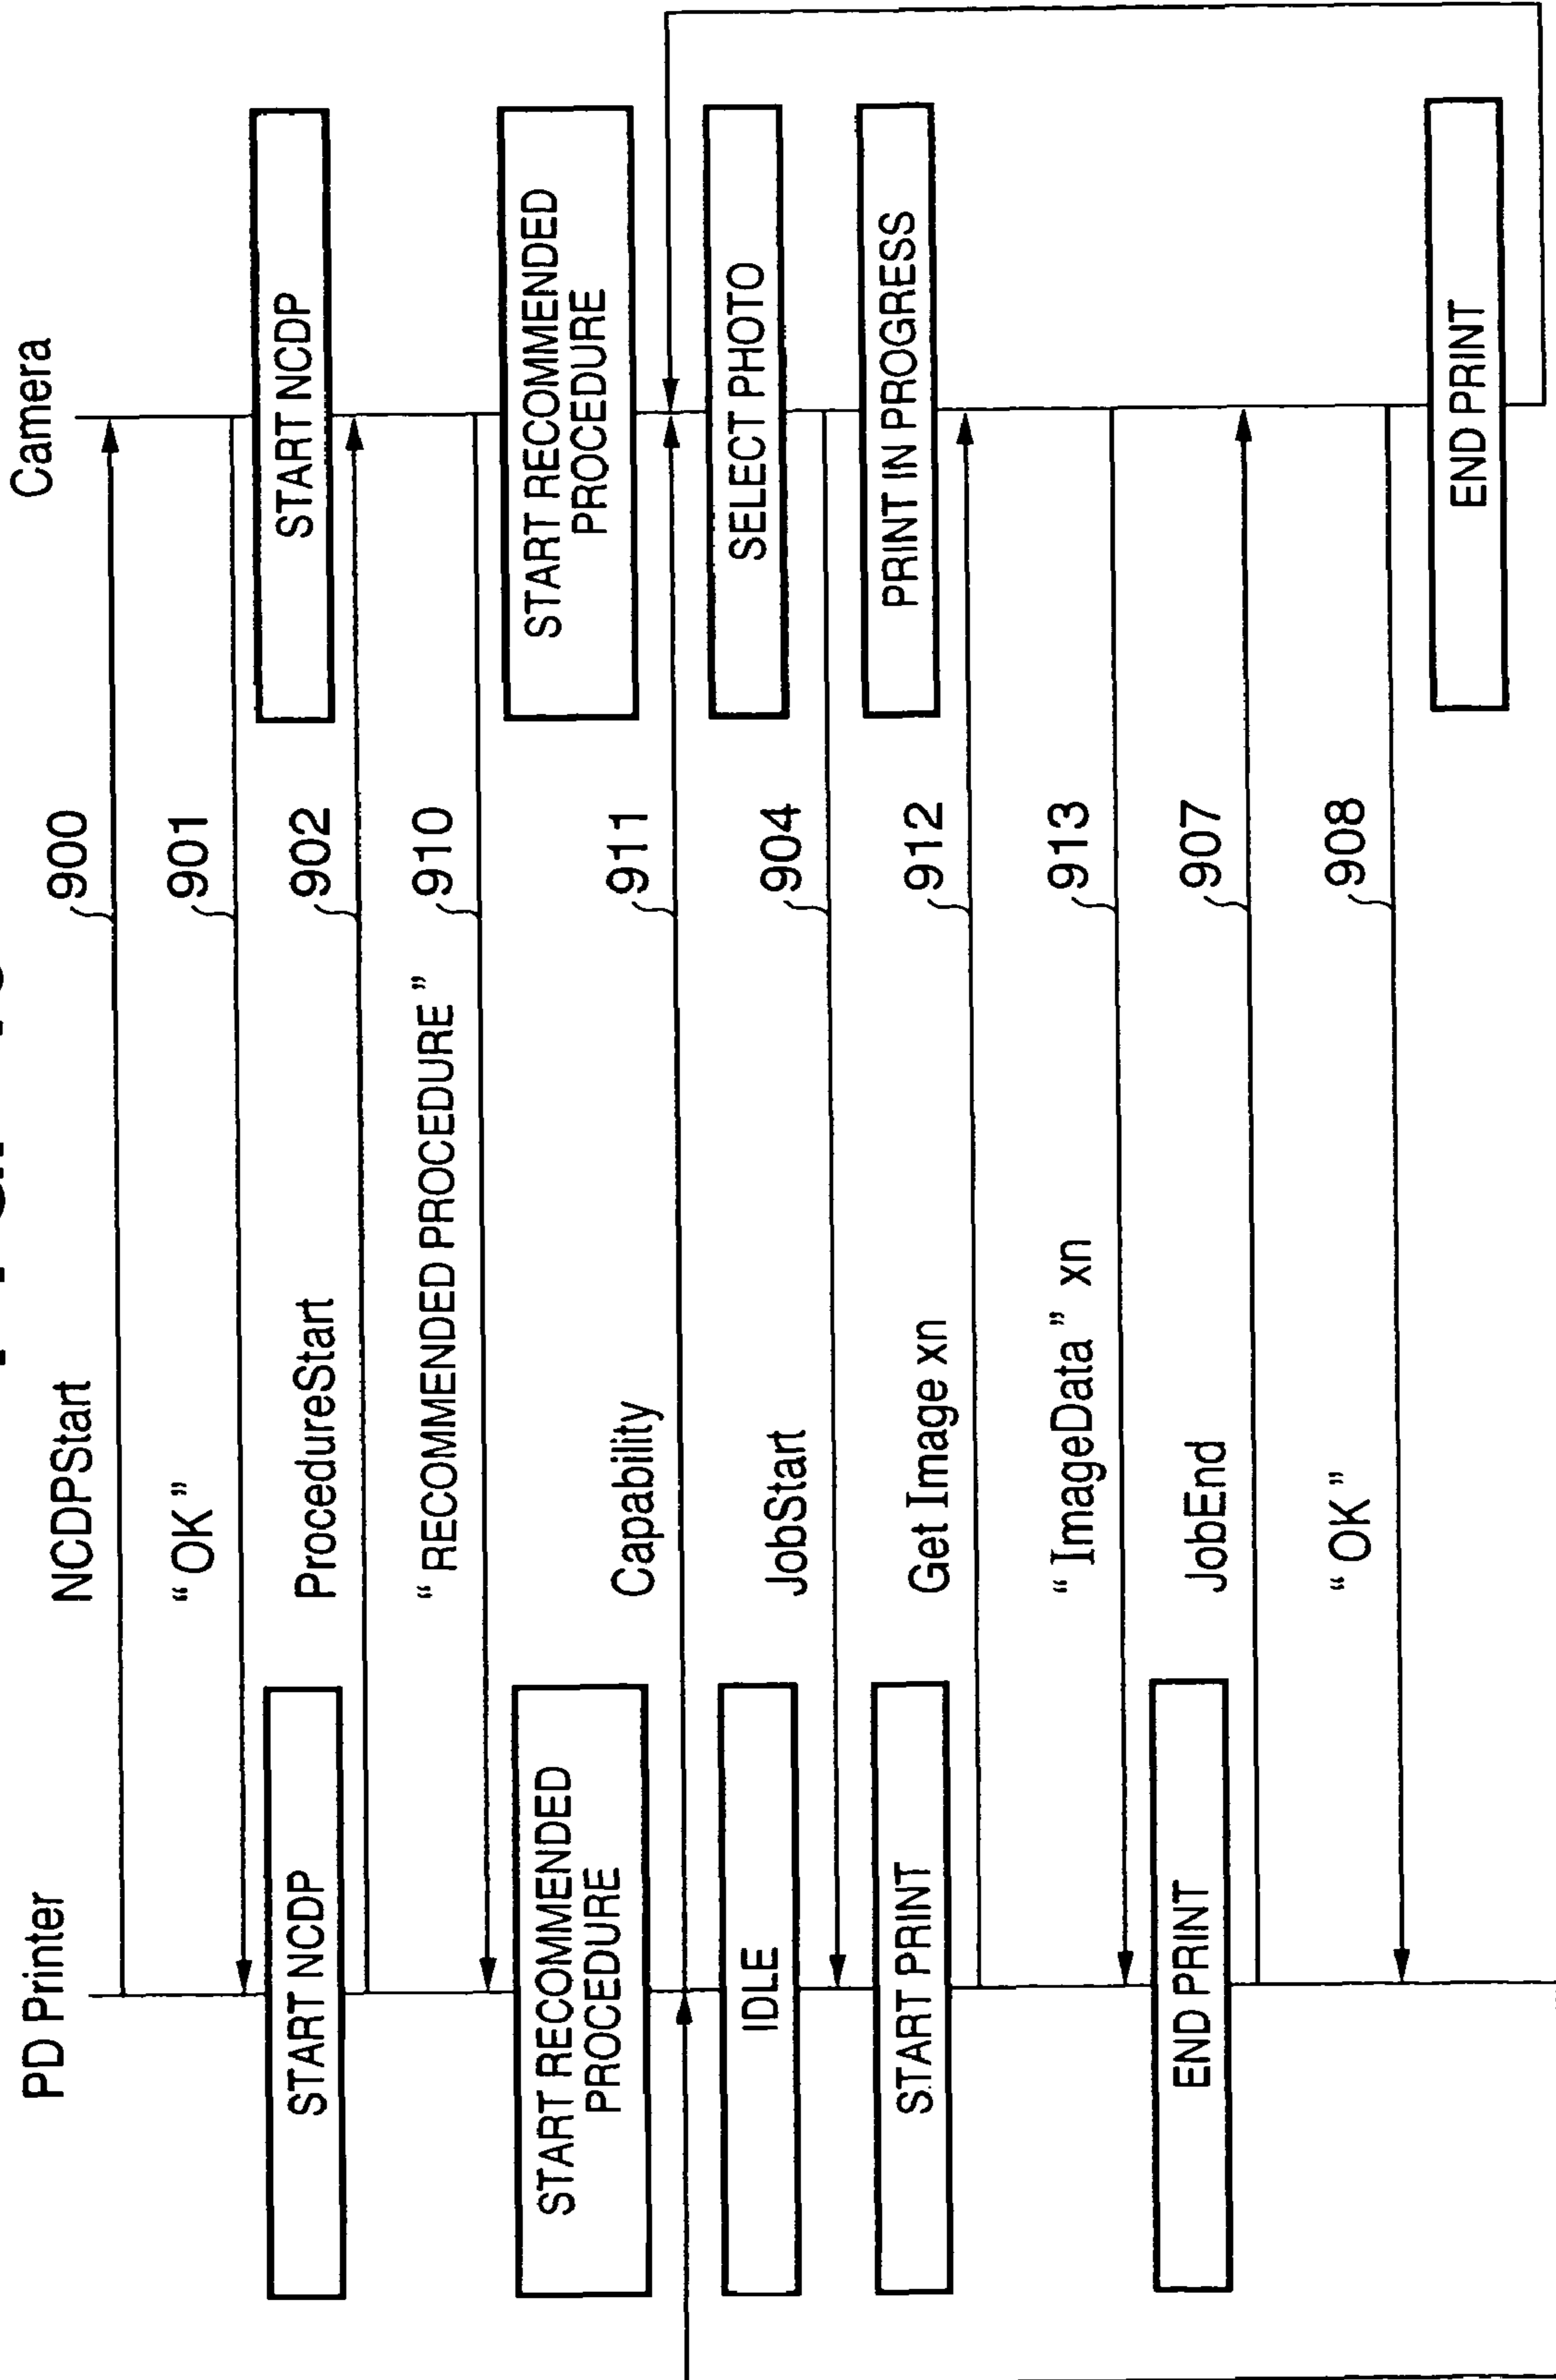 PD Printer
Camera
NCDPStart
900
“ OK ”
901
START NCDP
START NCDP
ProcedureStart
902
“ RECOMMENDED PROCEDURE ”
910
START RECOMMENDED
PROCEDURE
START RECOMMENDED
PROCEDURE
Capability
911
IDLE
SELECT PHOTO
JobStart
904
START PRINT
PRINT IN PROGRESS
Get Image xn
912
“ ImageData ” xn
913
END PRINT
JobEnd
907
“ OK ”
908
END PRINT